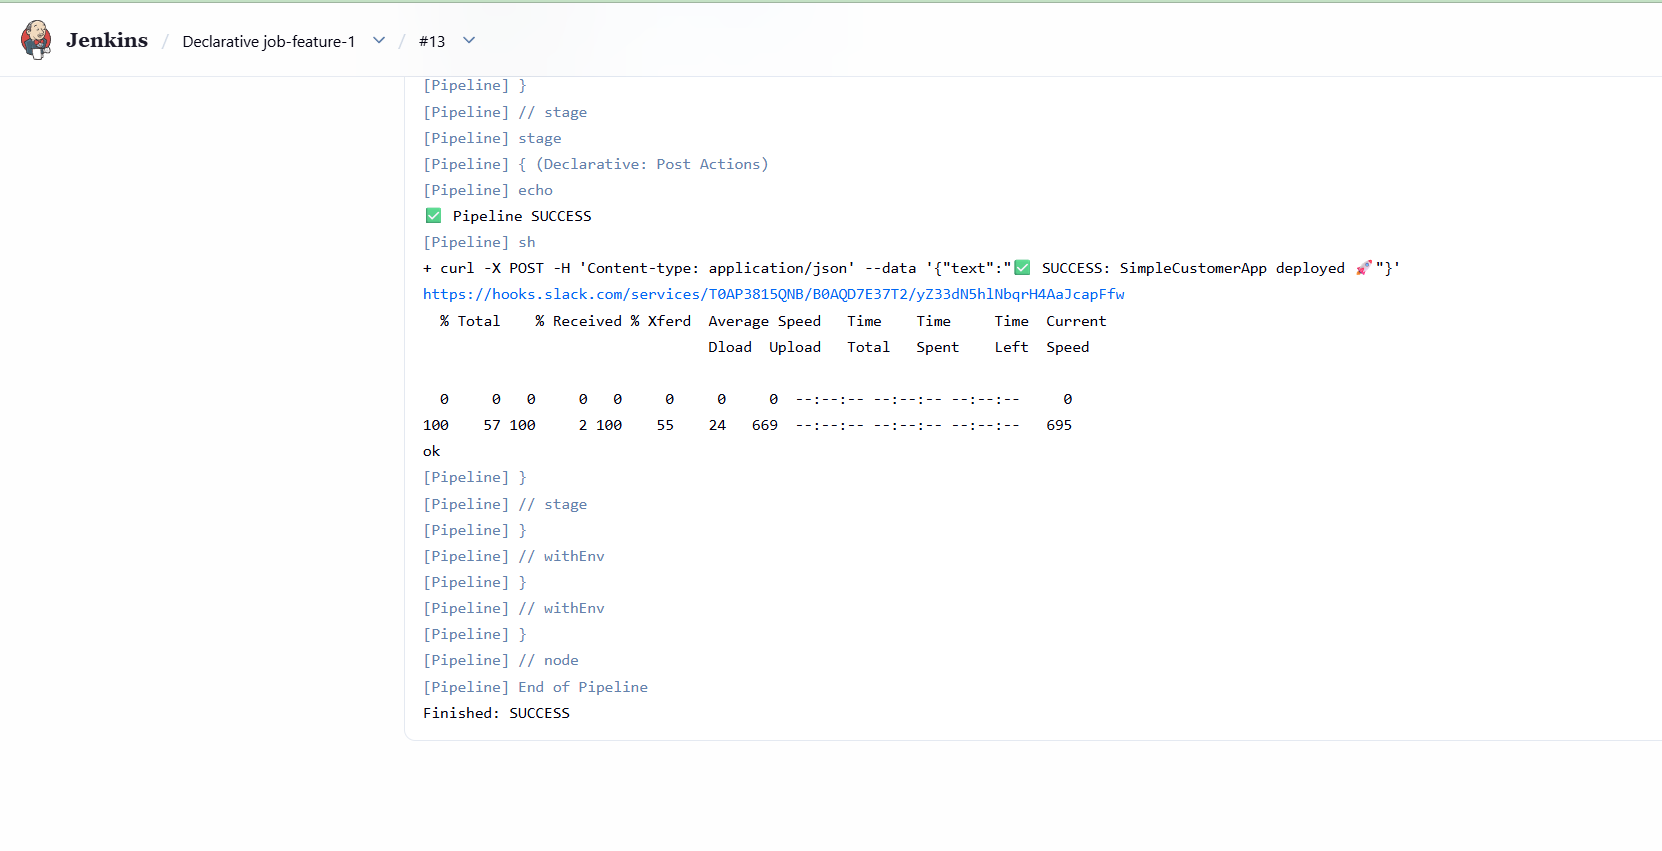 Jenkins / Declarative job-feature-1 / #13
[Pipeline] }
[Pipeline] // stage
[Pipeline] stage
[Pipeline] { (Declarative: Post Actions)
[Pipeline] echo
✅ Pipeline SUCCESS
[Pipeline] sh
+ curl -X POST -H 'Content-type: application/json' --data '{"text":"✅ SUCCESS: SimpleCustomerApp deployed 🚀"}'
https://hooks.slack.com/services/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
% Total % Received % Xferd Average Speed Time Time Time Current
Dload Upload Total Spent Left Speed
0 0 0 0 0 0 0 0 --:--:-- --:--:-- --:--:-- 0
100 57 100 2 100 55 24 669 --:--:-- --:--:-- --:--:-- 695
ok
[Pipeline] }
[Pipeline] // stage
[Pipeline] }
[Pipeline] // withEnv
[Pipeline] }
[Pipeline] // withEnv
[Pipeline] }
[Pipeline] // node
[Pipeline] End of Pipeline
Finished: SUCCESS